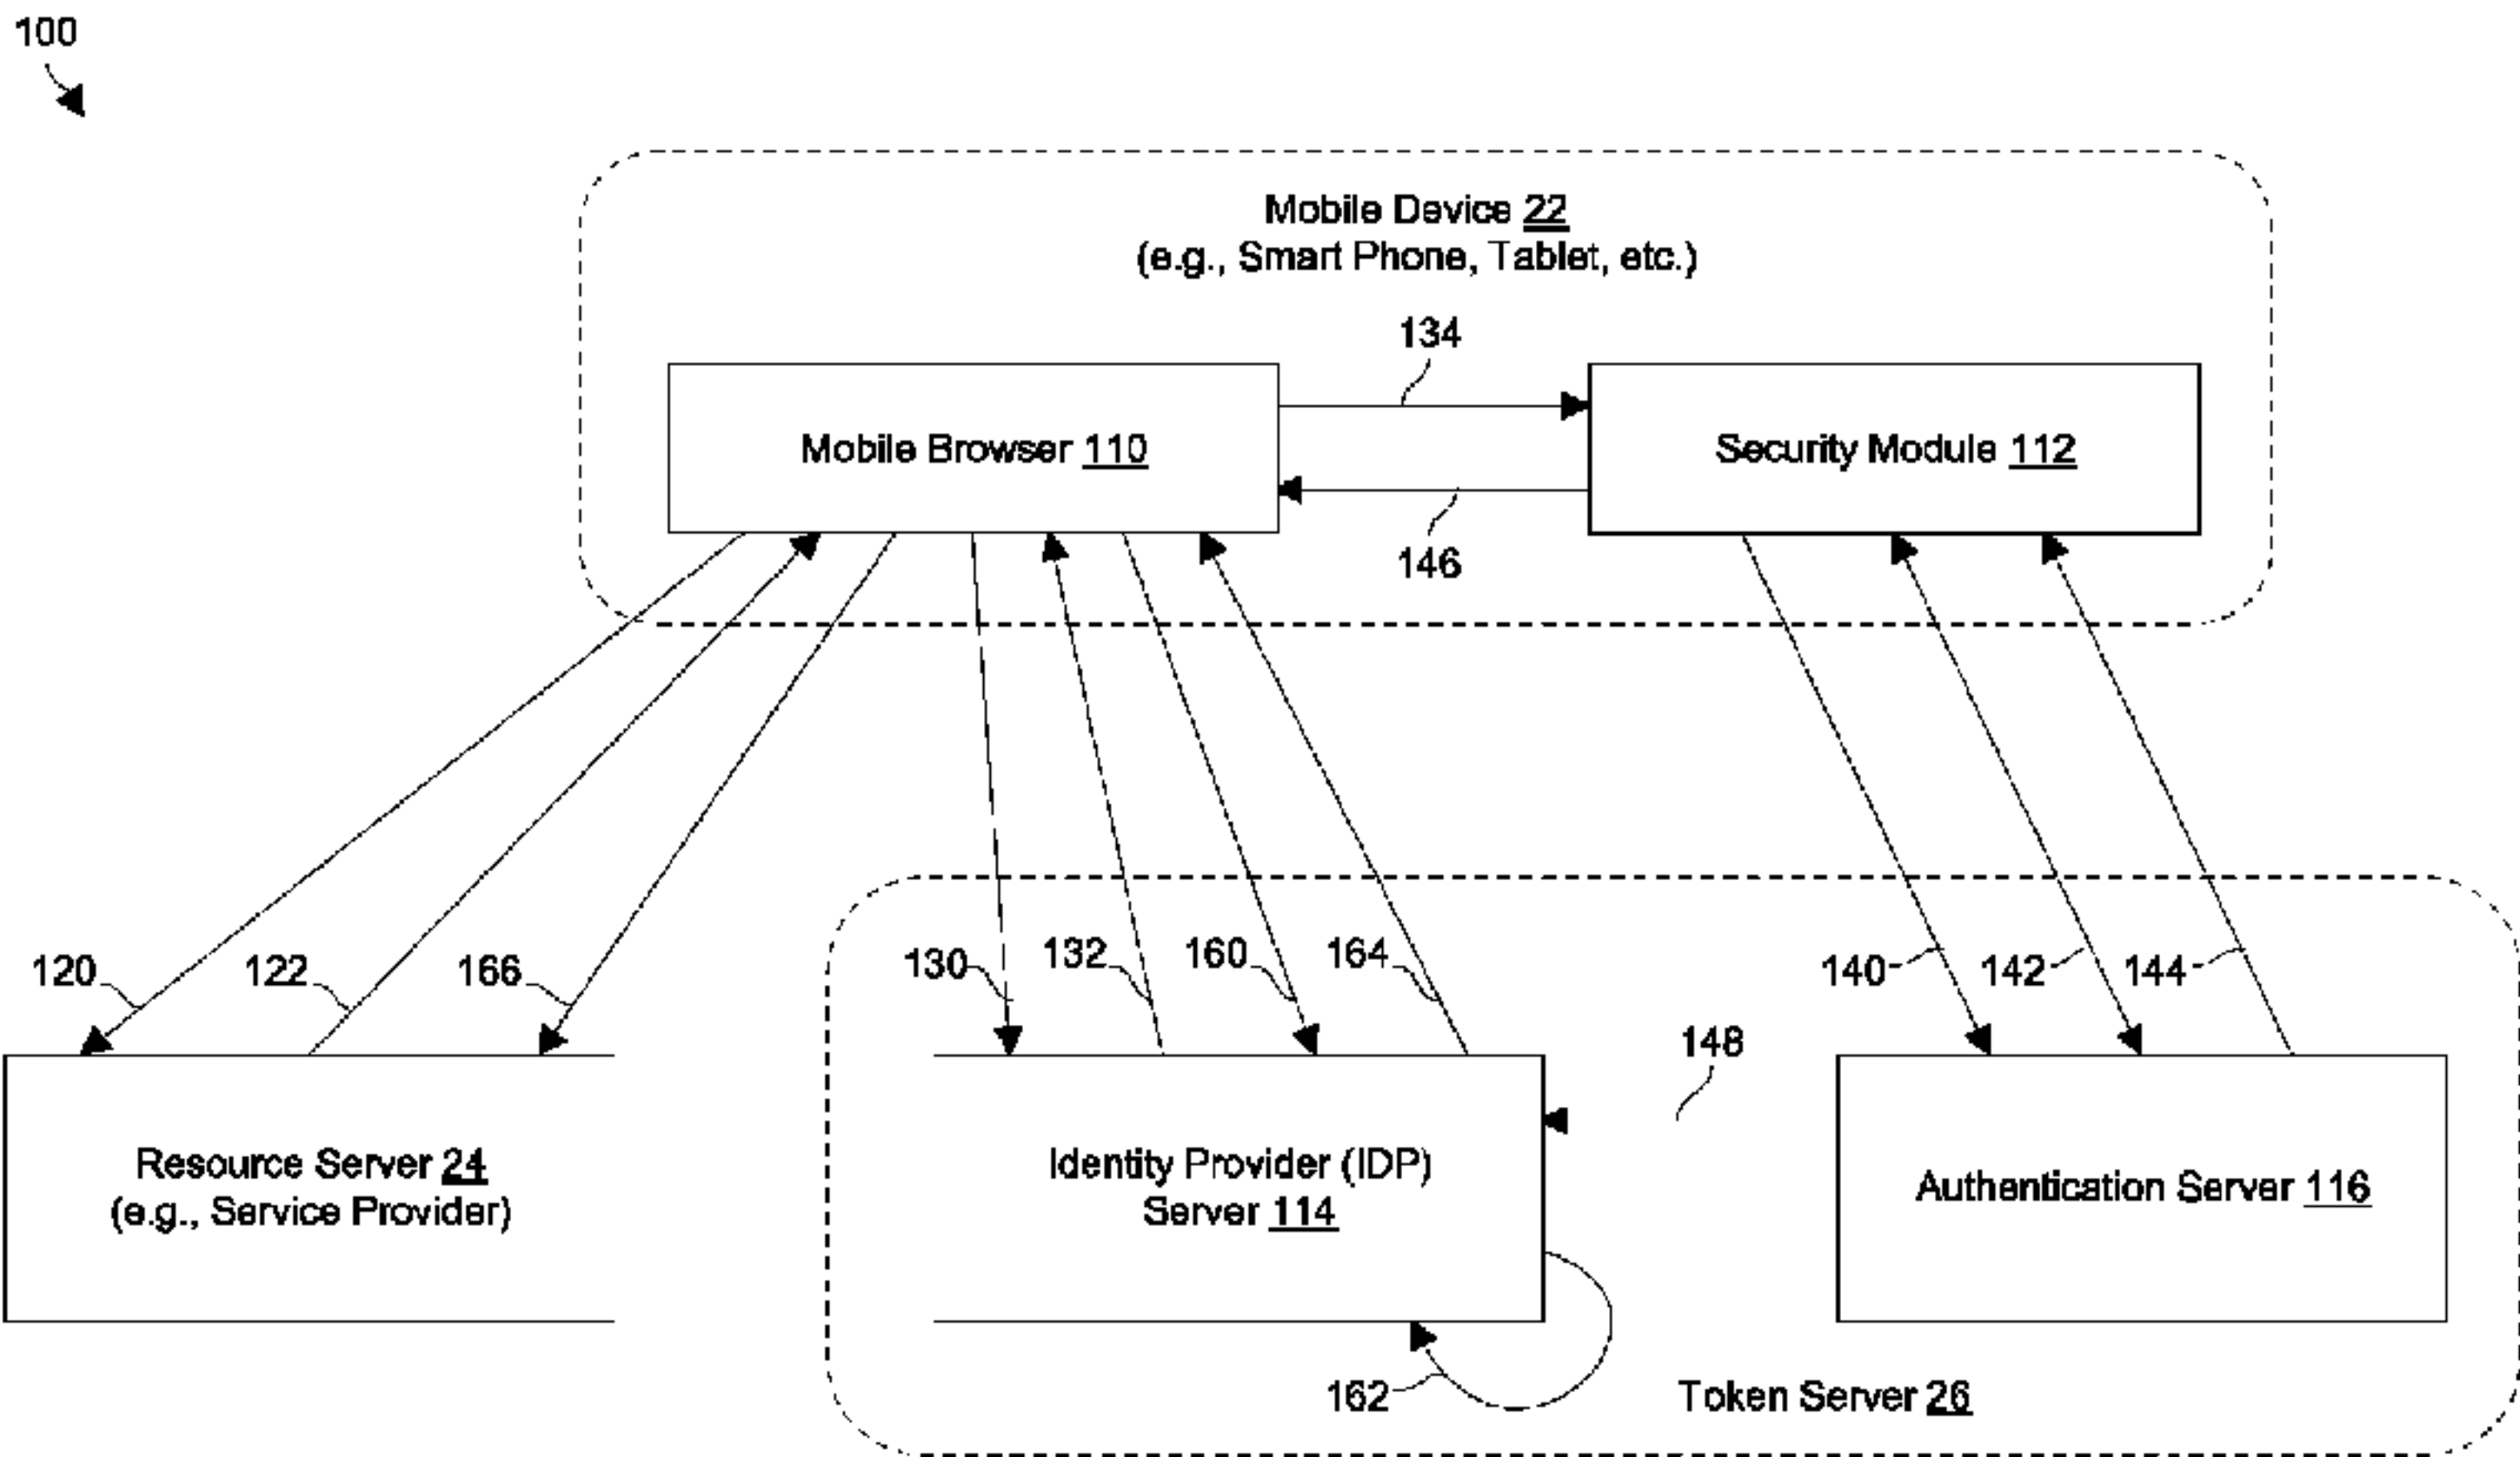 100
Mobile Device 22
(e.g., Smart Phone, Tablet, etc.)
134
Mobile Browser 110
Security Module 112
146
120
122
166
130
132
160
164
140
142
144
148
Resource Server 24
(e.g., Service Provider)
Identity Provider (IDP)
Server 114
Authentication Server 116
162
Token Server 26